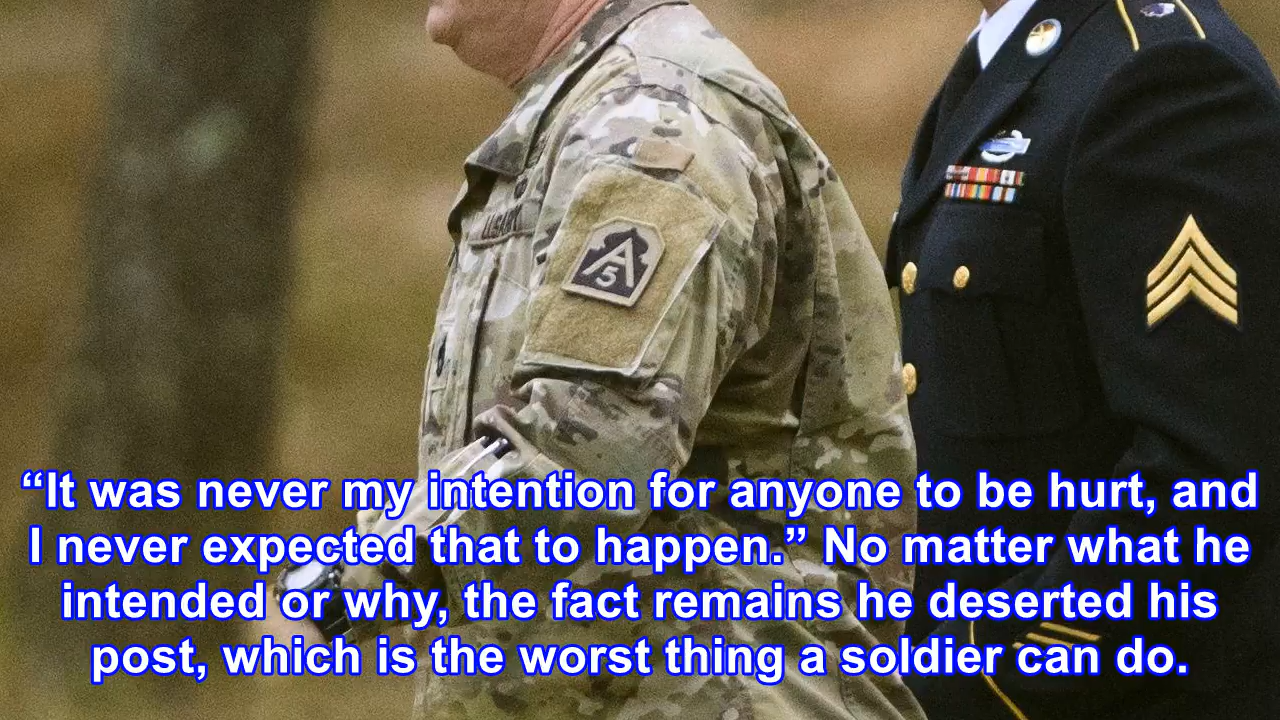 U.S. ARMY
A
5
“It was never my intention for anyone to be hurt, and
I never expected that to happen.” No matter what he
intended or why, the fact remains he deserted his
post, which is the worst thing a soldier can do.